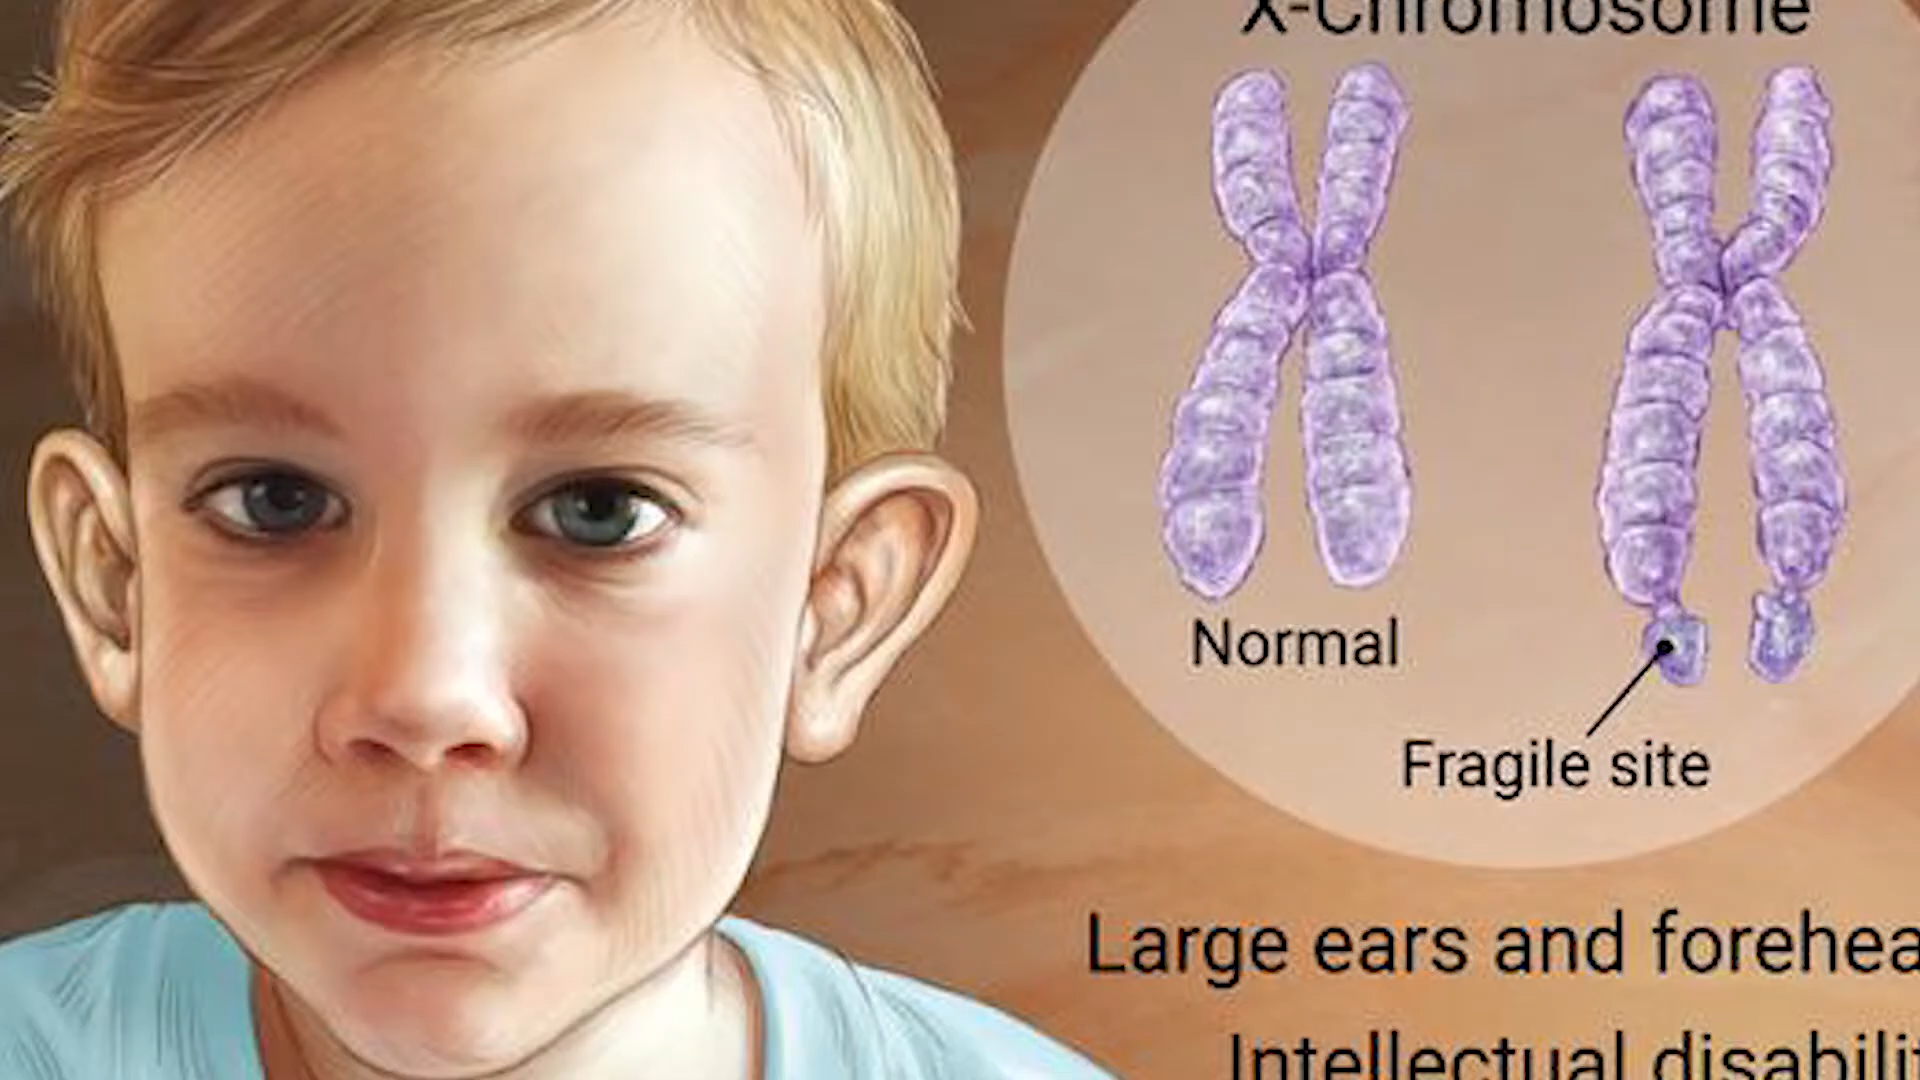 X-Chromosome
Normal
Fragile site
Large ears and forehea
Intellectual disabilit